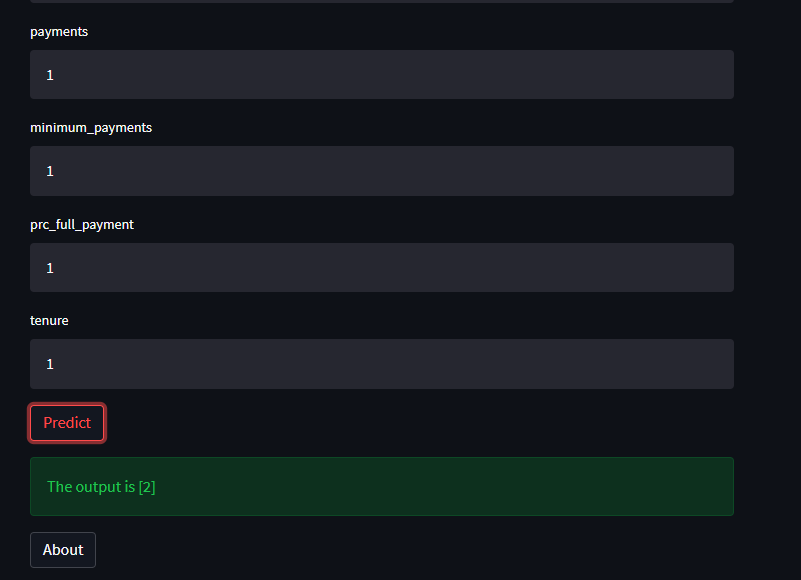 payments
1
minimum_payments
1
prc_full_payment
1
tenure
1
Predict
The output is [2]
About